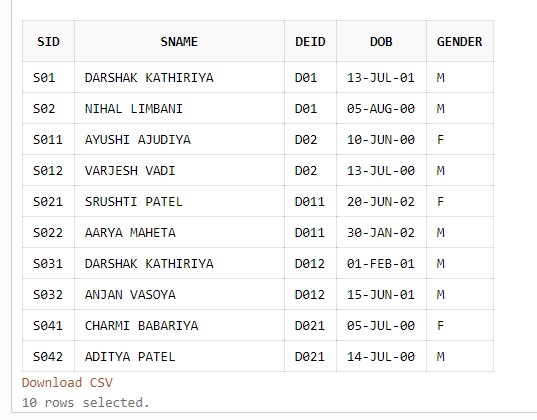 SID SNAME DEID DOB GENDER
S01 DARSHAK KATHIRIYA D01 13-JUL-01 M
S02 NIHAL LIMBANI D01 05-AUG-00 M
S011 AYUSHI AJUDIYA D02 10-JUN-00 F
S012 VARJESH VADI D02 13-JUL-00 M
S021 SRUSHTI PATEL D011 20-JUN-02 F
S022 AARYA MAHETA D011 30-JAN-02 M
S031 DARSHAK KATHIRIYA D012 01-FEB-01 M
S032 ANJAN VASOYA D012 15-JUN-01 M
S041 CHARMI BABARIYA D021 05-JUL-00 F
S042 ADITYA PATEL D021 14-JUL-00 M
Download CSV
10 rows selected.